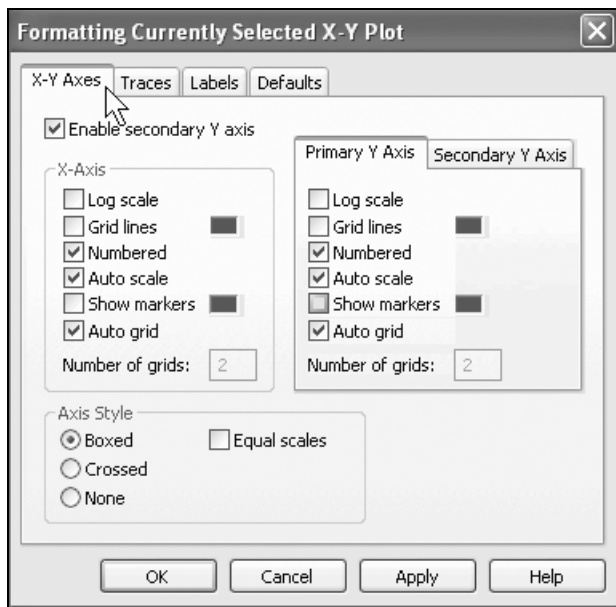 Formatting Currently Selected X-Y Plot
X-Y Axes Traces Labels Defaults
Enable secondary Y axis
X-Axis
Log scale
Grid lines
Numbered
Auto scale
Show markers
Auto grid
Number of grids: 2
Primary Y Axis Secondary Y Axis
Log scale
Grid lines
Numbered
Auto scale
Show markers
Auto grid
Number of grids: 2
Axis Style
Boxed Equal scales
Crossed
None
OK Cancel Apply Help